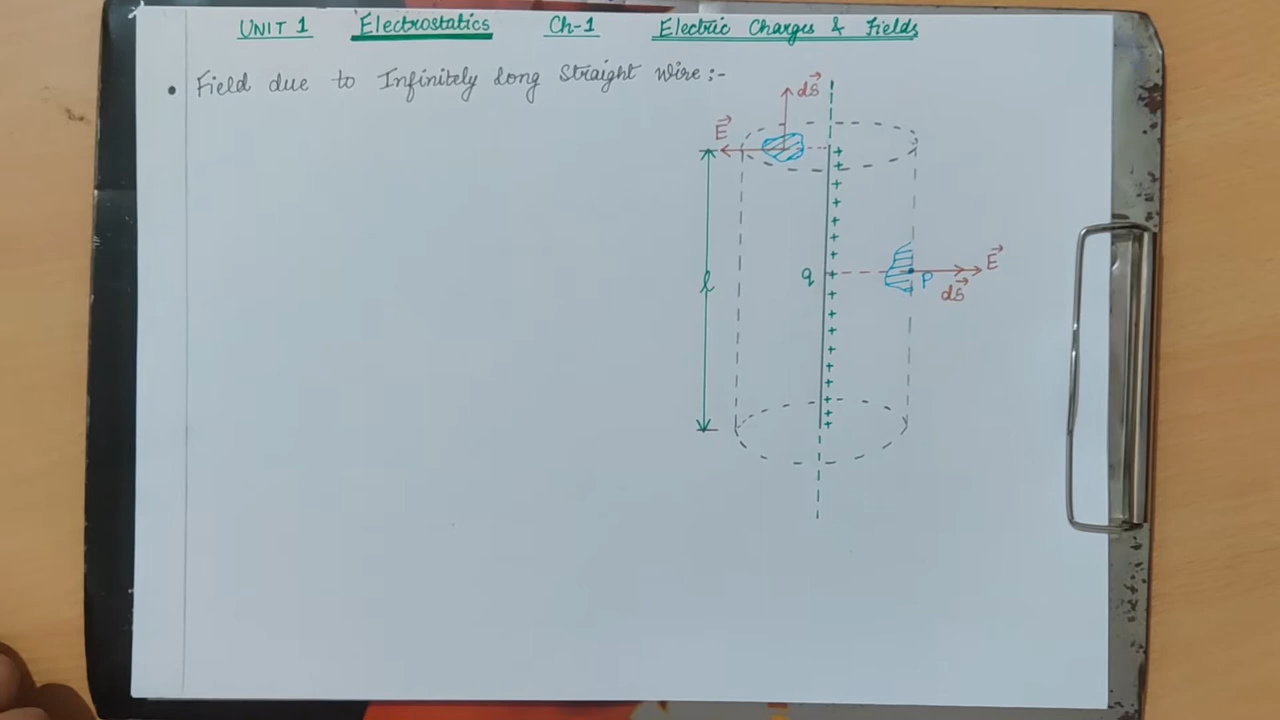 UNIT 1 Electrostatics Ch-1 Electric Charges & Fields
• Field due to Infinitely long Straight Wire :-
ds⃗
E⃗
l
q
P
E⃗
ds⃗